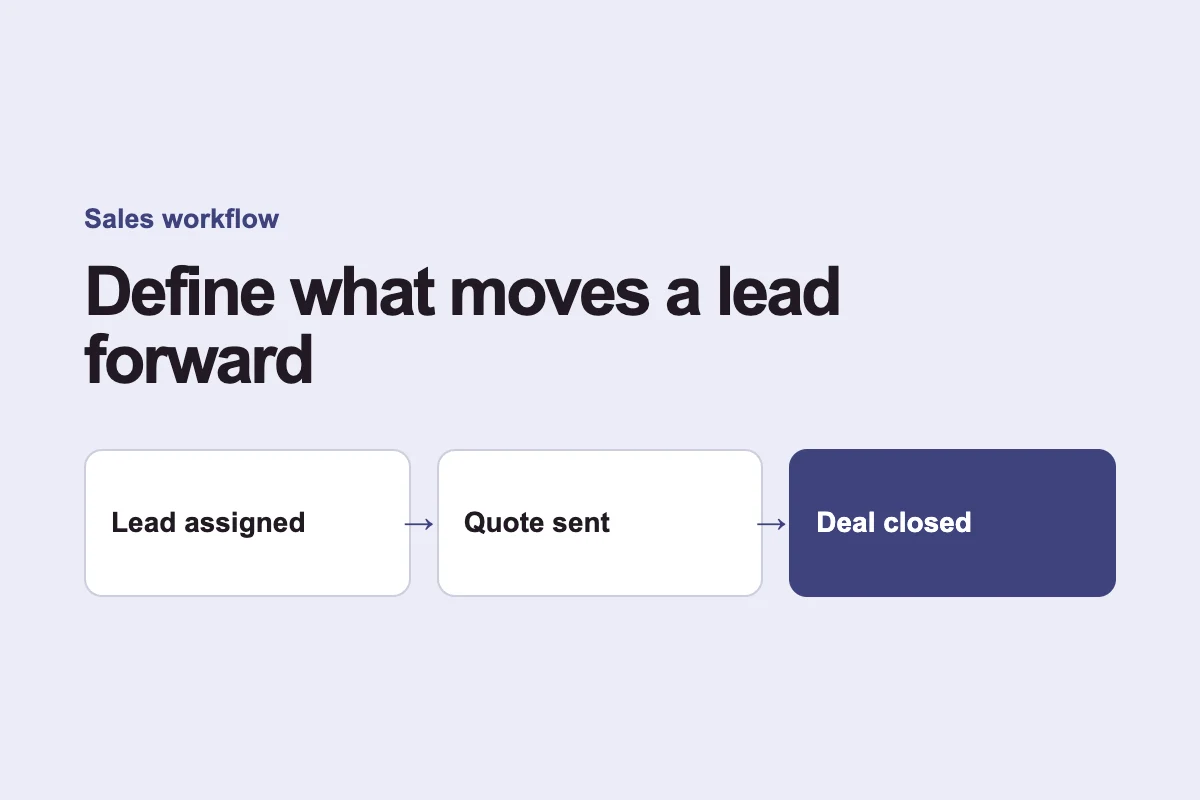 Sales workflow
Define what moves a lead
forward
Lead assigned
→
Quote sent
→
Deal closed